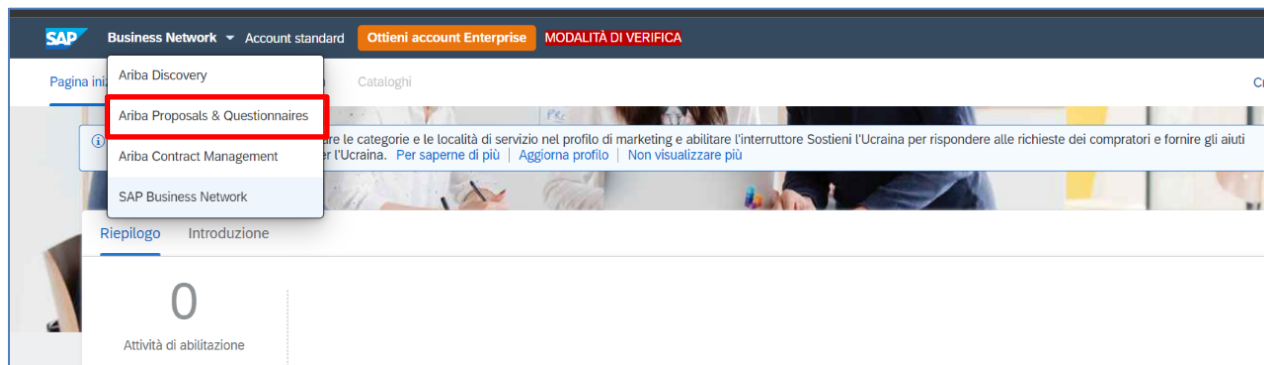 SAP Business Network Account standard Ottieni account Enterprise MODALITÀ DI VERIFICA
Pagina Cataloghi
Ariba Discovery
Ariba Proposals & Questionnaires
Ariba Contract Management
SAP Business Network
le categorie e le località di servizio nel profilo di marketing e abilitare l'interruttore Sostieni l'Ucraina per rispondere alle richieste dei compratori e fornire gli aiuti
l'Ucraina. Per saperne di più | Aggiorna profilo | Non visualizzare più
Riepilogo Introduzione
0
Attività di abilitazione